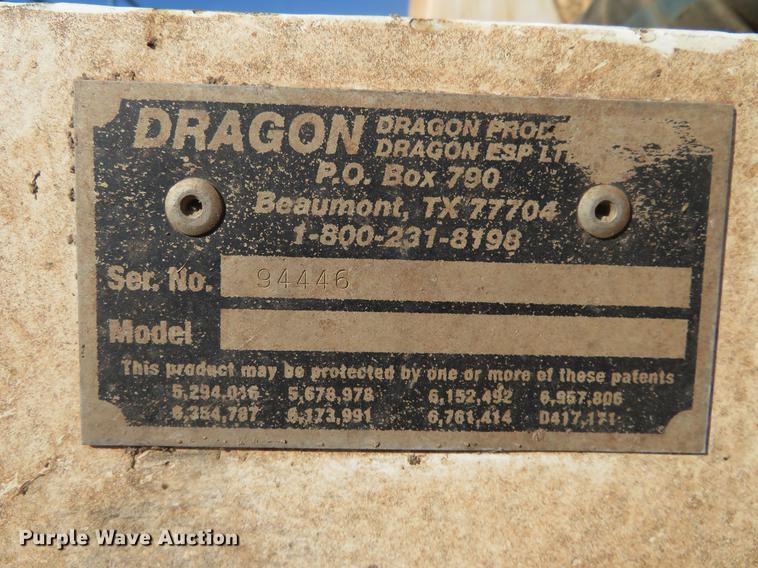 DRAGON DRAGON PROD
DRAGON ESP LT
P.O. Box 790
Beaumont, TX 77704
1-800-231-8198
Ser. No. 94446
Model
This product may be protected by one or more of these patents
5,294,016 5,678,978 6,152,492 6,957,806
6,354,787 6,173,991 6,761,414 D417,171
Purple Wave Auction